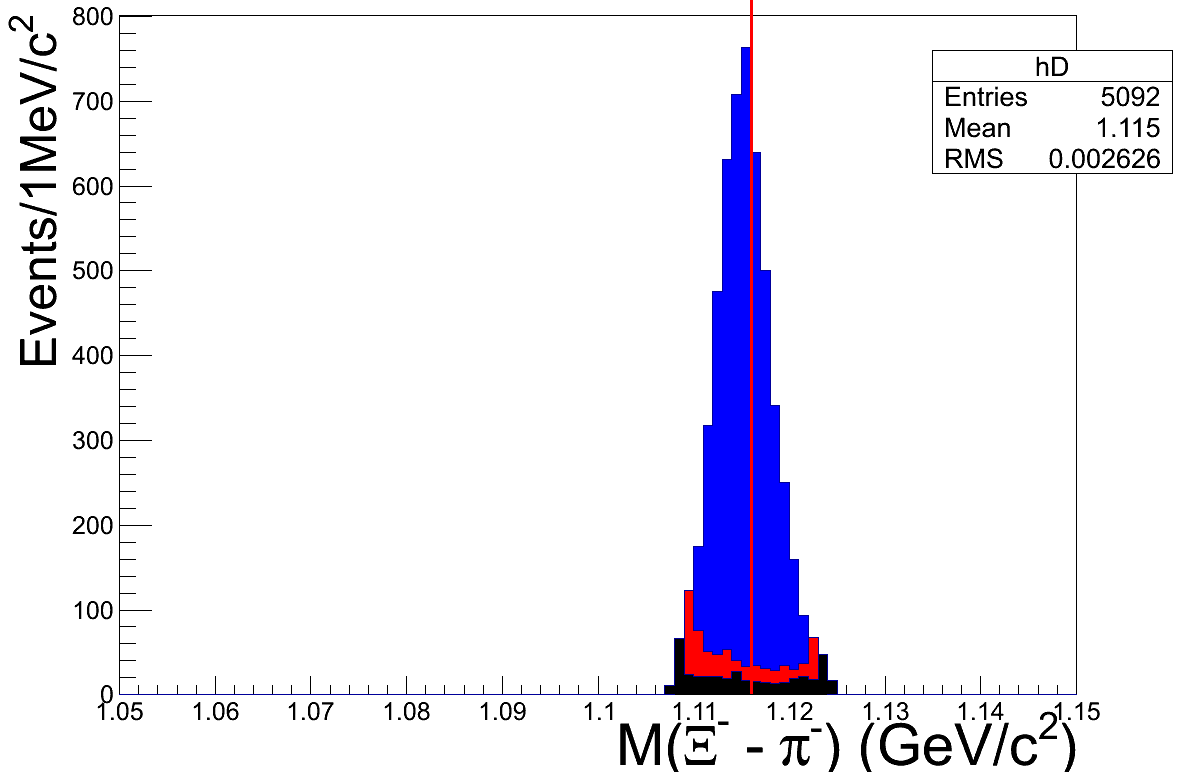 Events/1MeV/c²
800
700
600
500
400
300
200
100
0
hD
Entries 5092
Mean 1.115
RMS 0.002626
1.05 1.06 1.07 1.08 1.09 1.1 1.11 1.12 1.13 1.14 1.15
M(Ξ⁻ - π⁻) (GeV/c²)